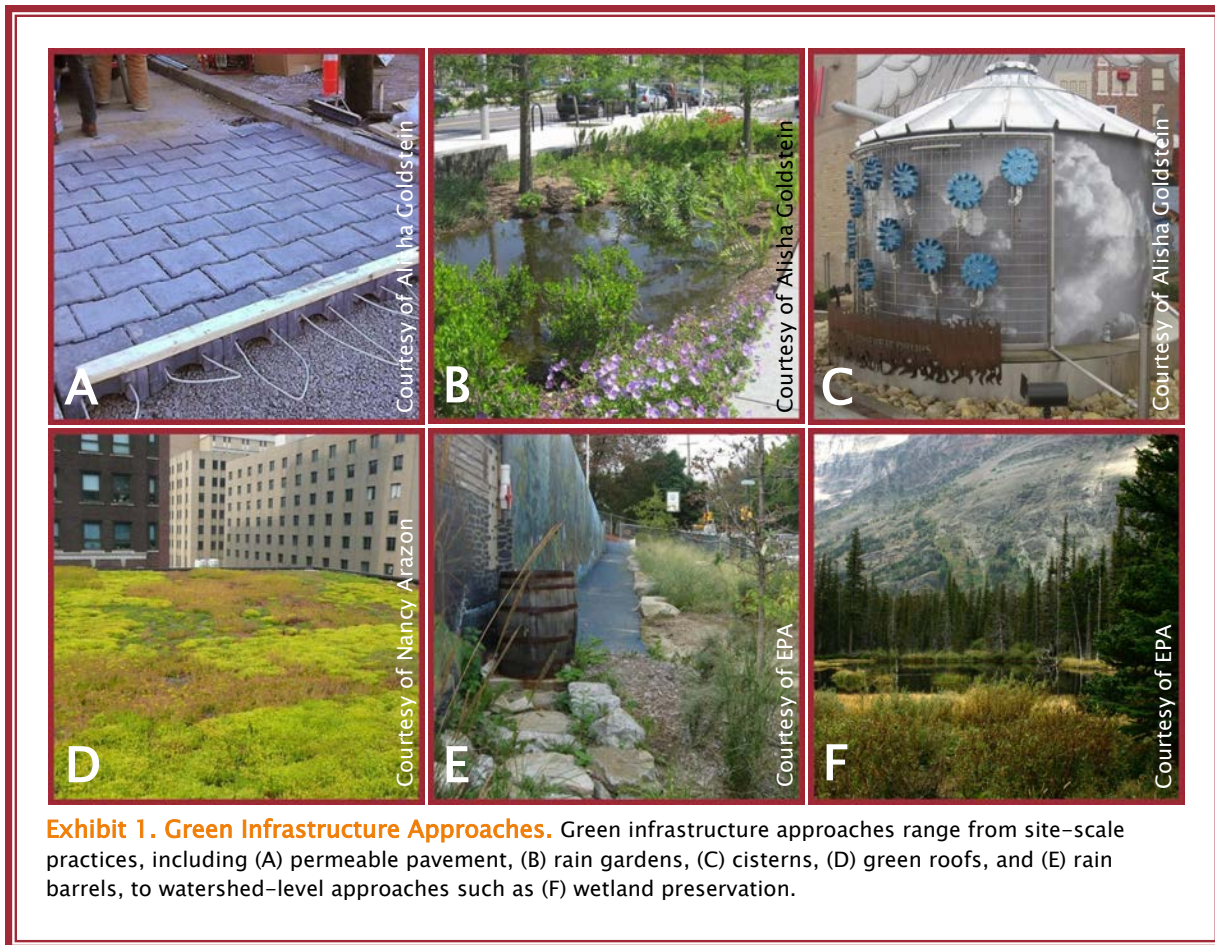 Courtesy of Alisha Goldstein
A
Courtesy of Alisha Goldstein
B
Courtesy of Alisha Goldstein
C
Courtesy of Nancy Arazon
D
Courtesy of EPA
E
Courtesy of EPA
F
Exhibit 1. Green Infrastructure Approaches. Green infrastructure approaches range from site-scale
practices, including (A) permeable pavement, (B) rain gardens, (C) cisterns, (D) green roofs, and (E) rain
barrels, to watershed-level approaches such as (F) wetland preservation.